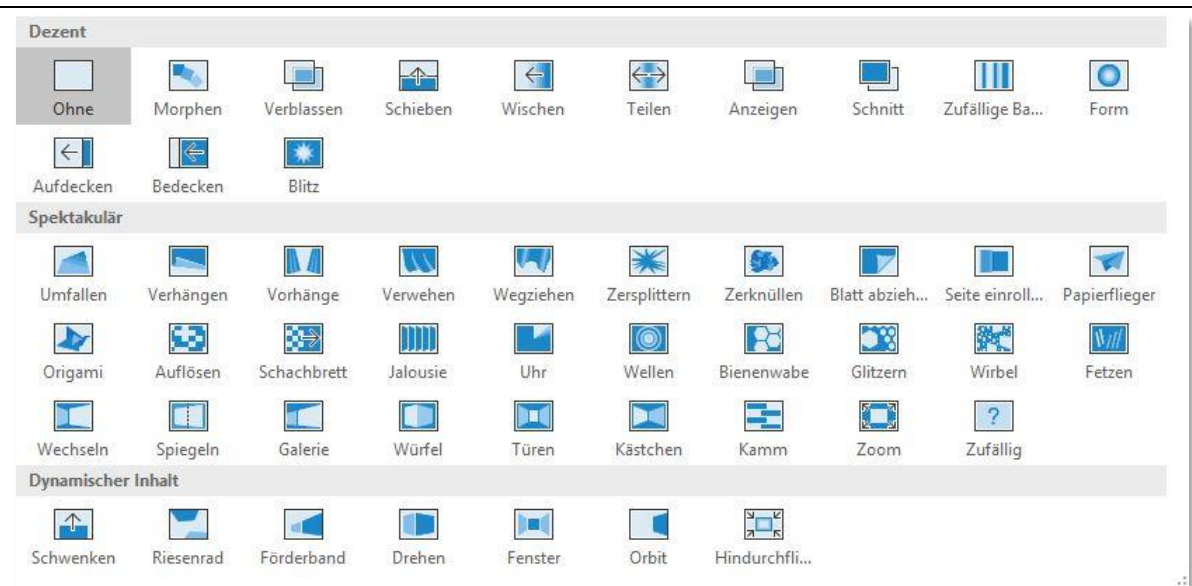 Dezent
Ohne Morphen Verblassen Schieben Wischen Teilen Anzeigen Schnitt Zufällige Ba... Form
Aufdecken Bedecken Blitz
Spektakulär
Umfallen Verhängen Vorhänge Verwehen Wegziehen Zersplittern Zerknüllen Blatt abzieh... Seite einroll... Papierflieger
Origami Auflösen Schachbrett Jalousie Uhr Wellen Bienenwabe Glitzern Wirbel Fetzen
?
Wechseln Spiegeln Galerie Würfel Türen Kästchen Kamm Zoom Zufällig
Dynamischer Inhalt
Schwenken Riesenrad Förderband Drehen Fenster Orbit Hindurchfli...